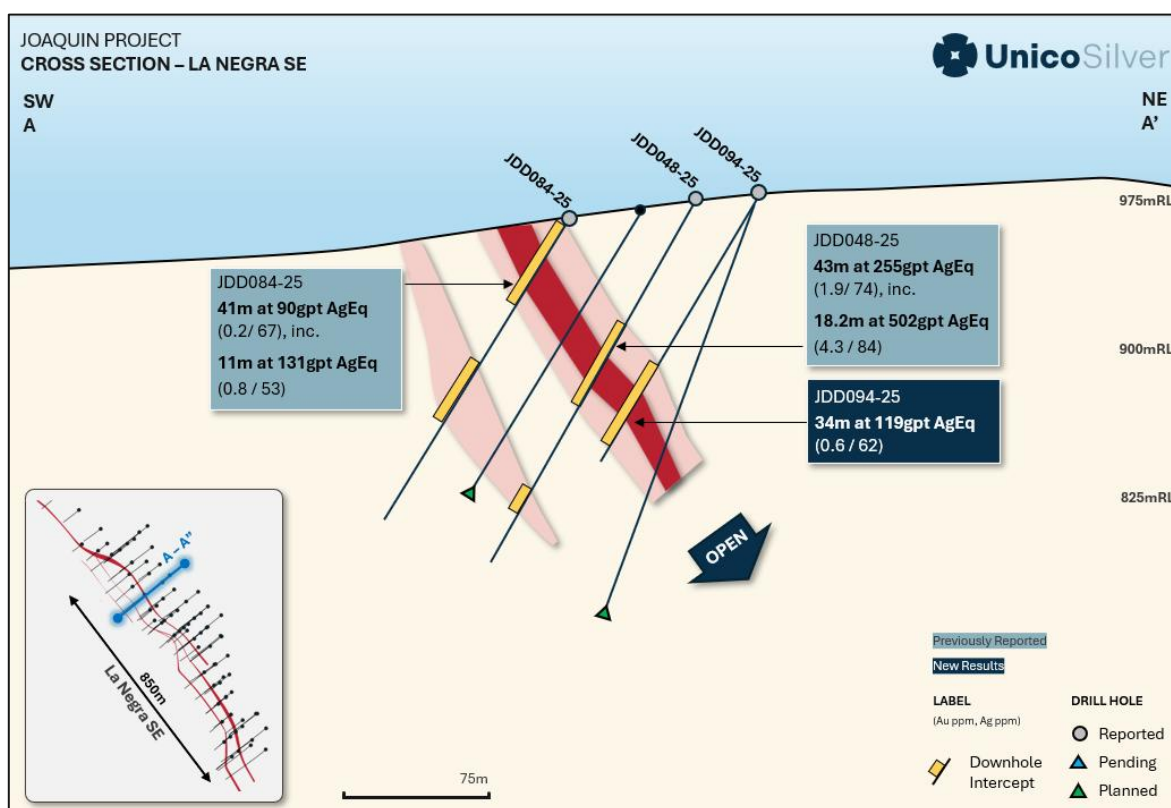 JOAQUIN PROJECT
CROSS SECTION – LA NEGRA SE
UnicoSilver
SW
A
NE
A'
JDD084-25
JDD048-25
JDD094-25
975mRL
900mRL
825mRL
JDD084-25
41m at 90gpt AgEq
(0.2/ 67), inc.
11m at 131gpt AgEq
(0.8 / 53)
JDD048-25
43m at 255gpt AgEq
(1.9/ 74), inc.
18.2m at 502gpt AgEq
(4.3 / 84)
JDD094-25
34m at 119gpt AgEq
(0.6 / 62)
OPEN
A – A"
850m
La Negra SE
75m
Previously Reported
New Results
LABEL
(Au ppm, Ag ppm)
Downhole
Intercept
DRILL HOLE
Reported
Pending
Planned